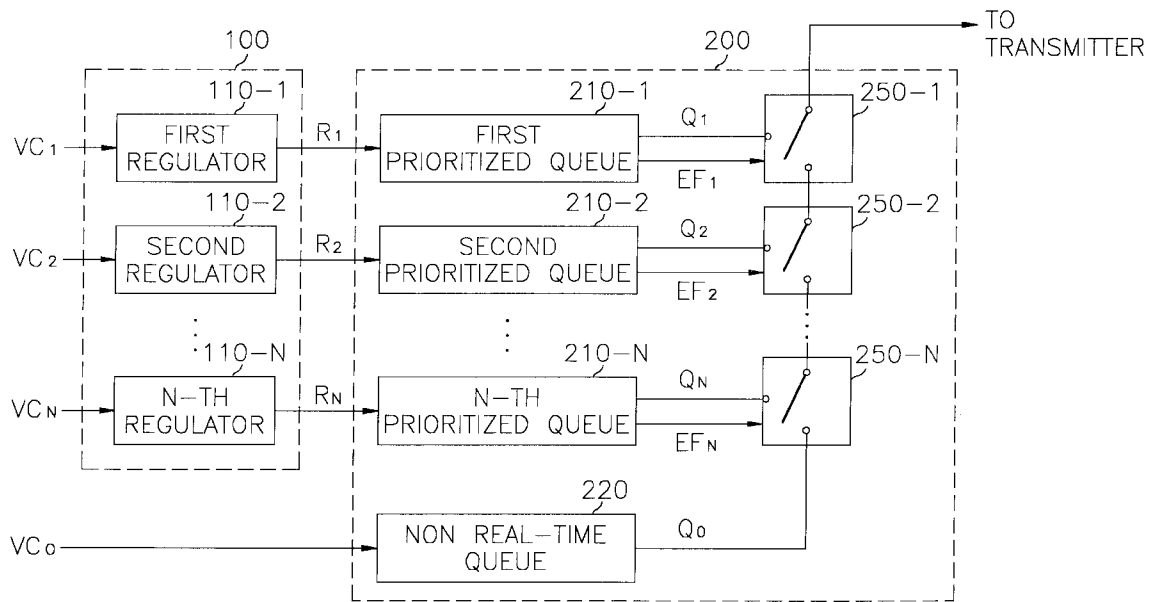 TO
TRANSMITTER
100
200
110-1
210-1
250-1
VC1
FIRST
REGULATOR
R1
FIRST
PRIORITIZED QUEUE
Q1
EF1
110-2
210-2
250-2
VC2
SECOND
REGULATOR
R2
SECOND
PRIORITIZED QUEUE
Q2
EF2
110-N
210-N
250-N
VCN
N-TH
REGULATOR
RN
N-TH
PRIORITIZED QUEUE
QN
EFN
220
VC0
NON REAL-TIME
QUEUE
Q0